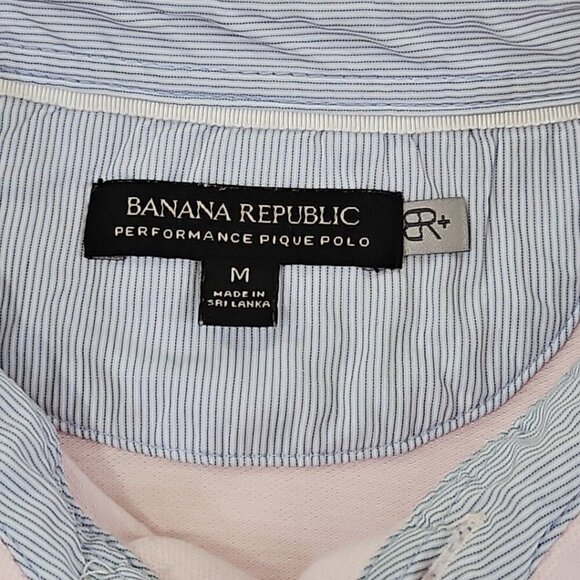 BANANA REPUBLIC
PERFORMANCE PIQUE POLO
BR+
M
MADE IN
SRI LANKA